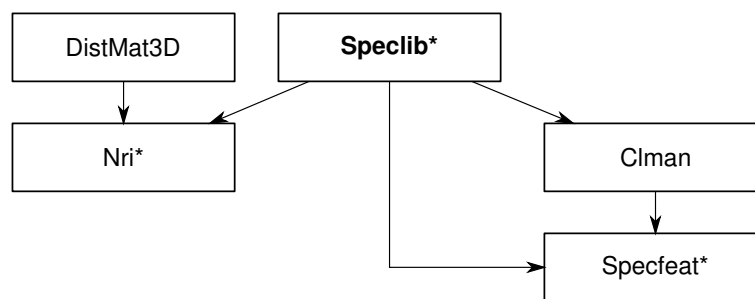 DistMat3D
Speclib*
Nri*
Clman
Specfeat*